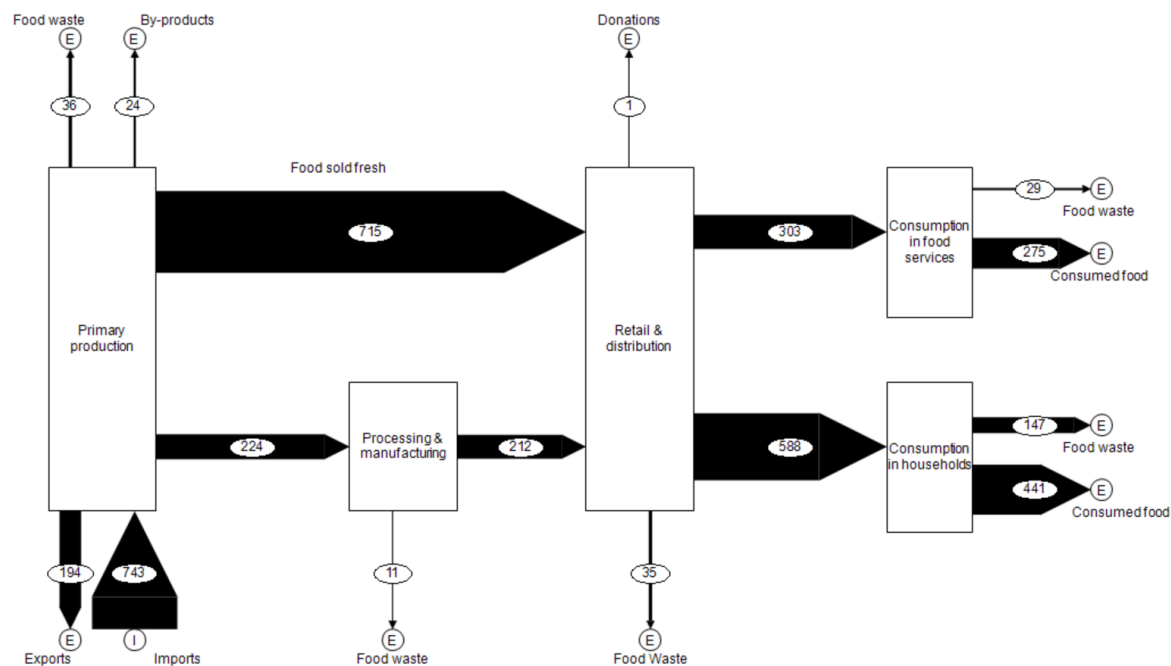 Food waste
By-products
Donations
E
E
E
36
24
1
Food sold fresh
715
303
29
E
Food waste
Consumption
in food
services
275
E
Consumed food
Primary
production
Retail &
distribution
224
Processing &
manufacturing
212
588
Consumption
in households
147
E
Food waste
441
E
Consumed food
194
743
11
35
E
I
E
E
Exports
Imports
Food waste
Food Waste